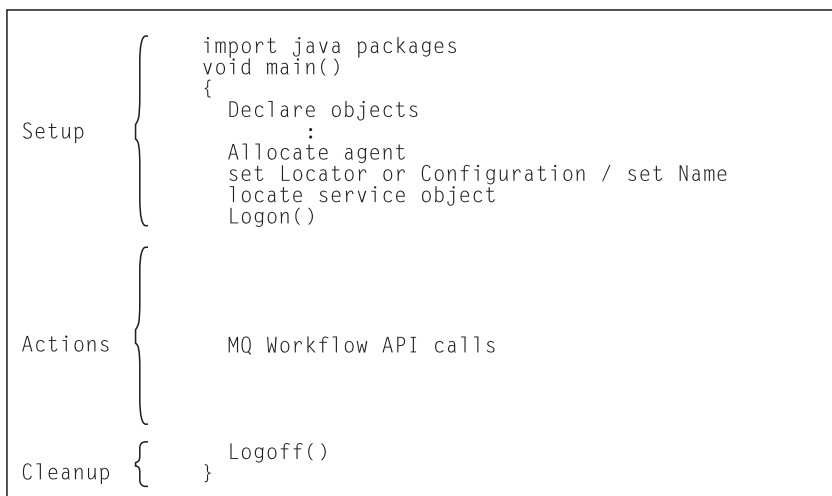 import java packages
void main()
{
Declare objects
:
Setup
Allocate agent
set Locator or Configuration / set Name
locate service object
Logon()
Actions
MQ Workflow API calls
Logoff()
Cleanup
}